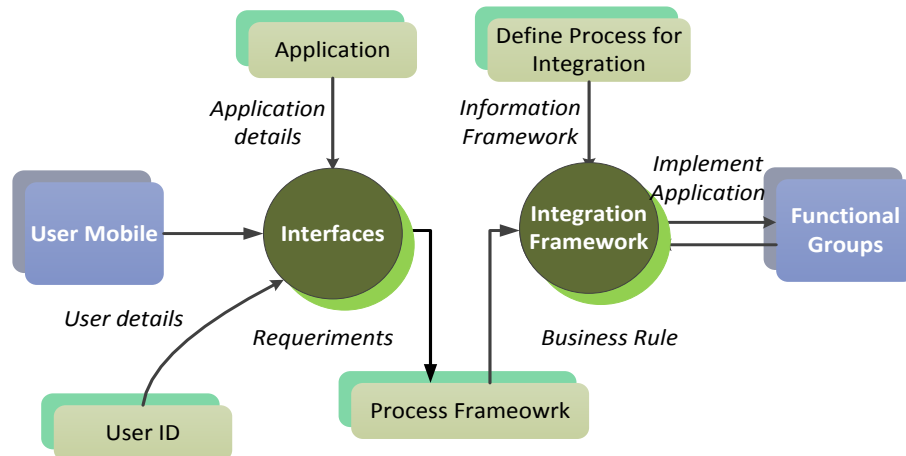 Application
Define Process for
Integration
Application
details
Information
Framework
Implement
Application
User Mobile
Interfaces
Integration
Framework
Functional
Groups
User details
Requeriments
Business Rule
Process Frameowrk
User ID